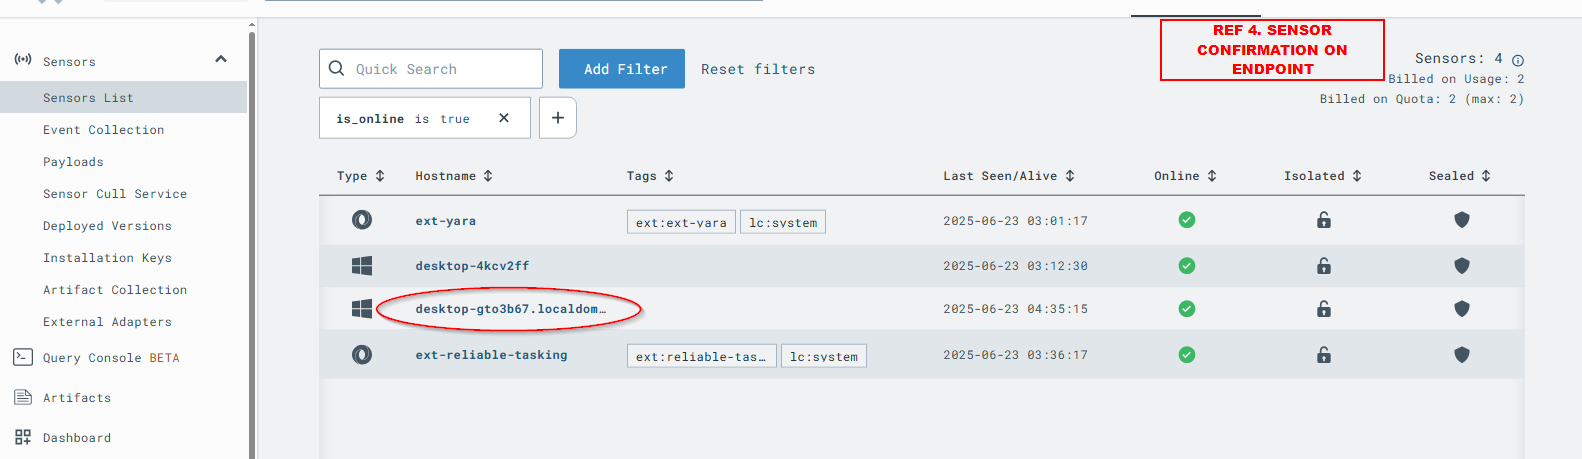 REF 4. SENSOR
CONFIRMATION ON
ENDPOINT
Sensors
Sensors List
Event Collection
Payloads
Sensor Cull Service
Deployed Versions
Installation Keys
Artifact Collection
External Adapters
Query Console BETA
Artifacts
Dashboard
Quick Search
Add Filter
Reset filters
Sensors: 4
Billed on Usage: 2
Billed on Quota: 2 (max: 2)
is_online is true
Type Hostname Tags Last Seen/Alive Online Isolated Sealed
ext-yara ext:ext-yara lc:system 2025-06-23 03:01:17
desktop-4kcv2ff 2025-06-23 03:12:30
desktop-gto3b67.localdom… 2025-06-23 04:35:15
ext-reliable-tasking ext:reliable-tas… lc:system 2025-06-23 03:36:17